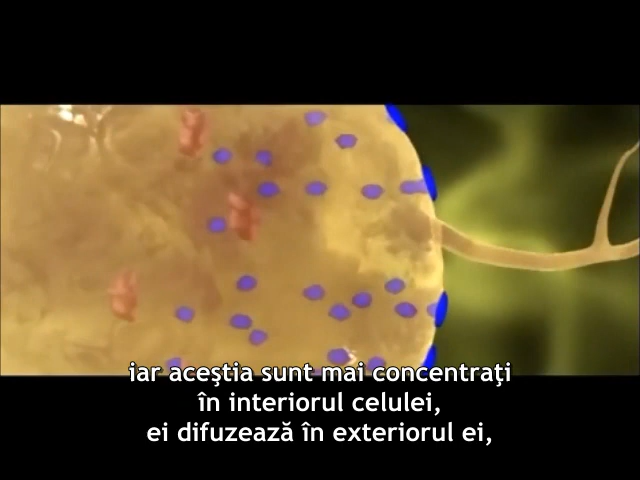 iar aceştia sunt mai concentraţi
în interiorul celulei,
ei difuzează în exteriorul ei,